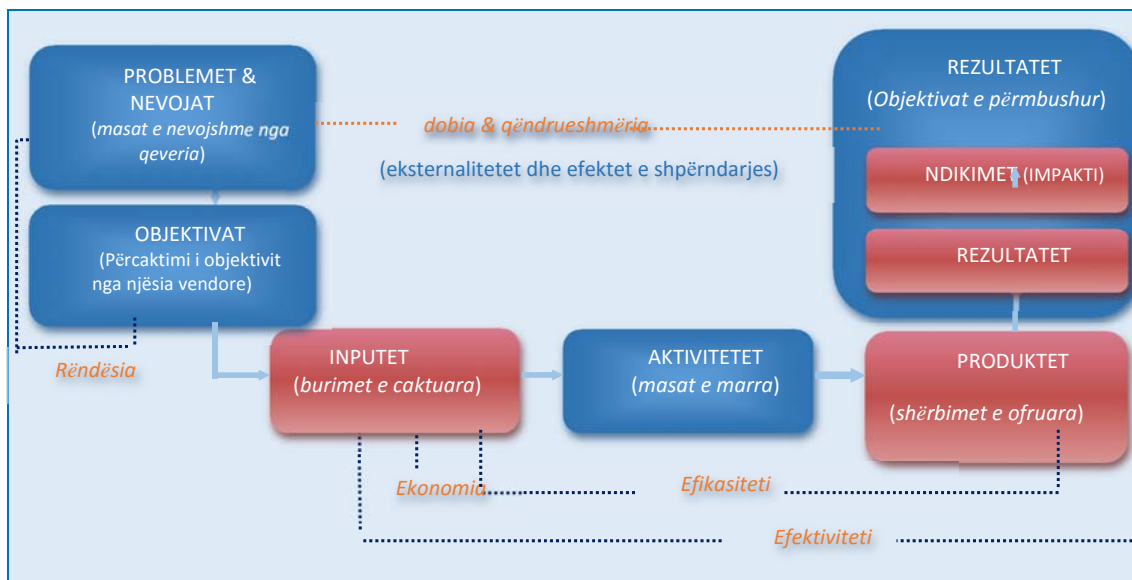 PROBLEMET &
NEVOJAT
(masat e nevojshme nga
qeveria)
REZULTATET
(Objektivat e përmbushur)
dobia & qëndrueshmëria
(eksternalitetet dhe efektet e shpërndarjes)
NDIKIMET (IMPAKTI)
OBJEKTIVAT
(Përcaktimi i objektivit
nga njësia vendore)
REZULTATET
Rëndësia
INPUTET
(burimet e caktuara)
AKTIVITETET
(masat e marra)
PRODUKTET
(shërbimet e ofruara)
Ekonomia
Efikasiteti
Efektiviteti